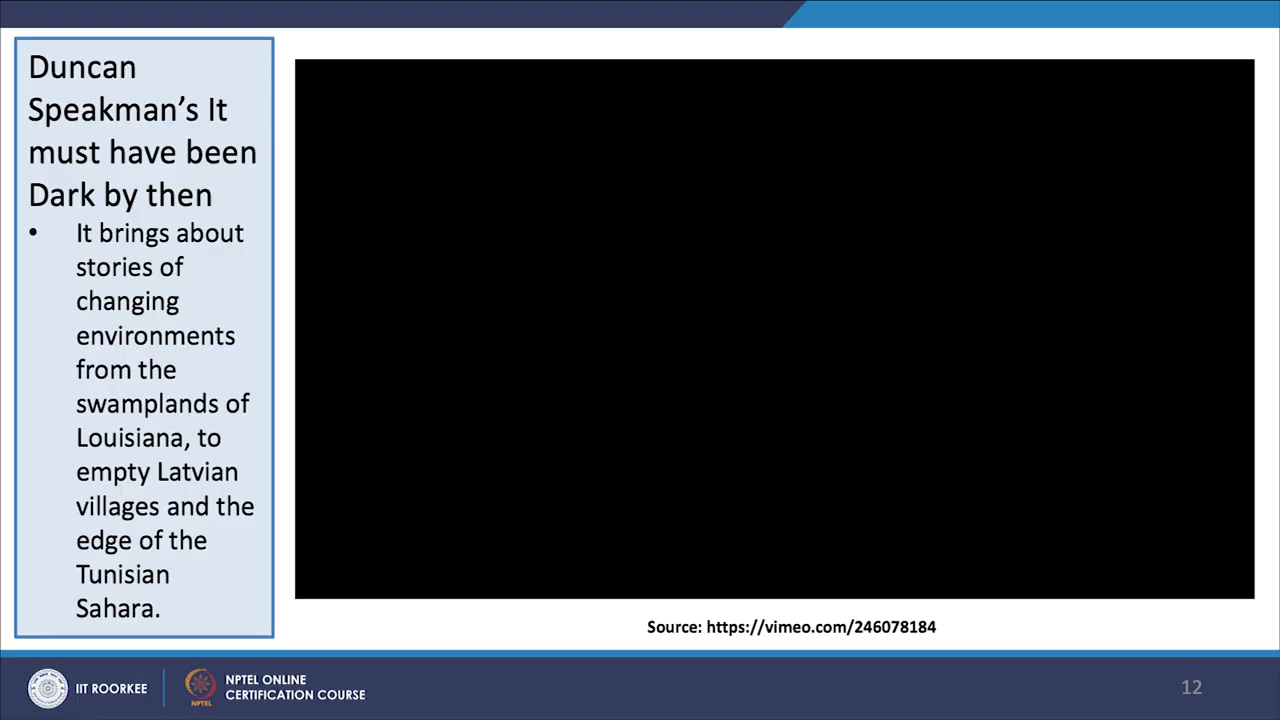 Duncan
Speakman’s It
must have been
Dark by then
• It brings about
stories of
changing
environments
from the
swamplands of
Louisiana, to
empty Latvian
villages and the
edge of the
Tunisian
Sahara.
Source: https://vimeo.com/246078184
IIT ROORKEE
NPTEL
NPTEL ONLINE
CERTIFICATION COURSE
12